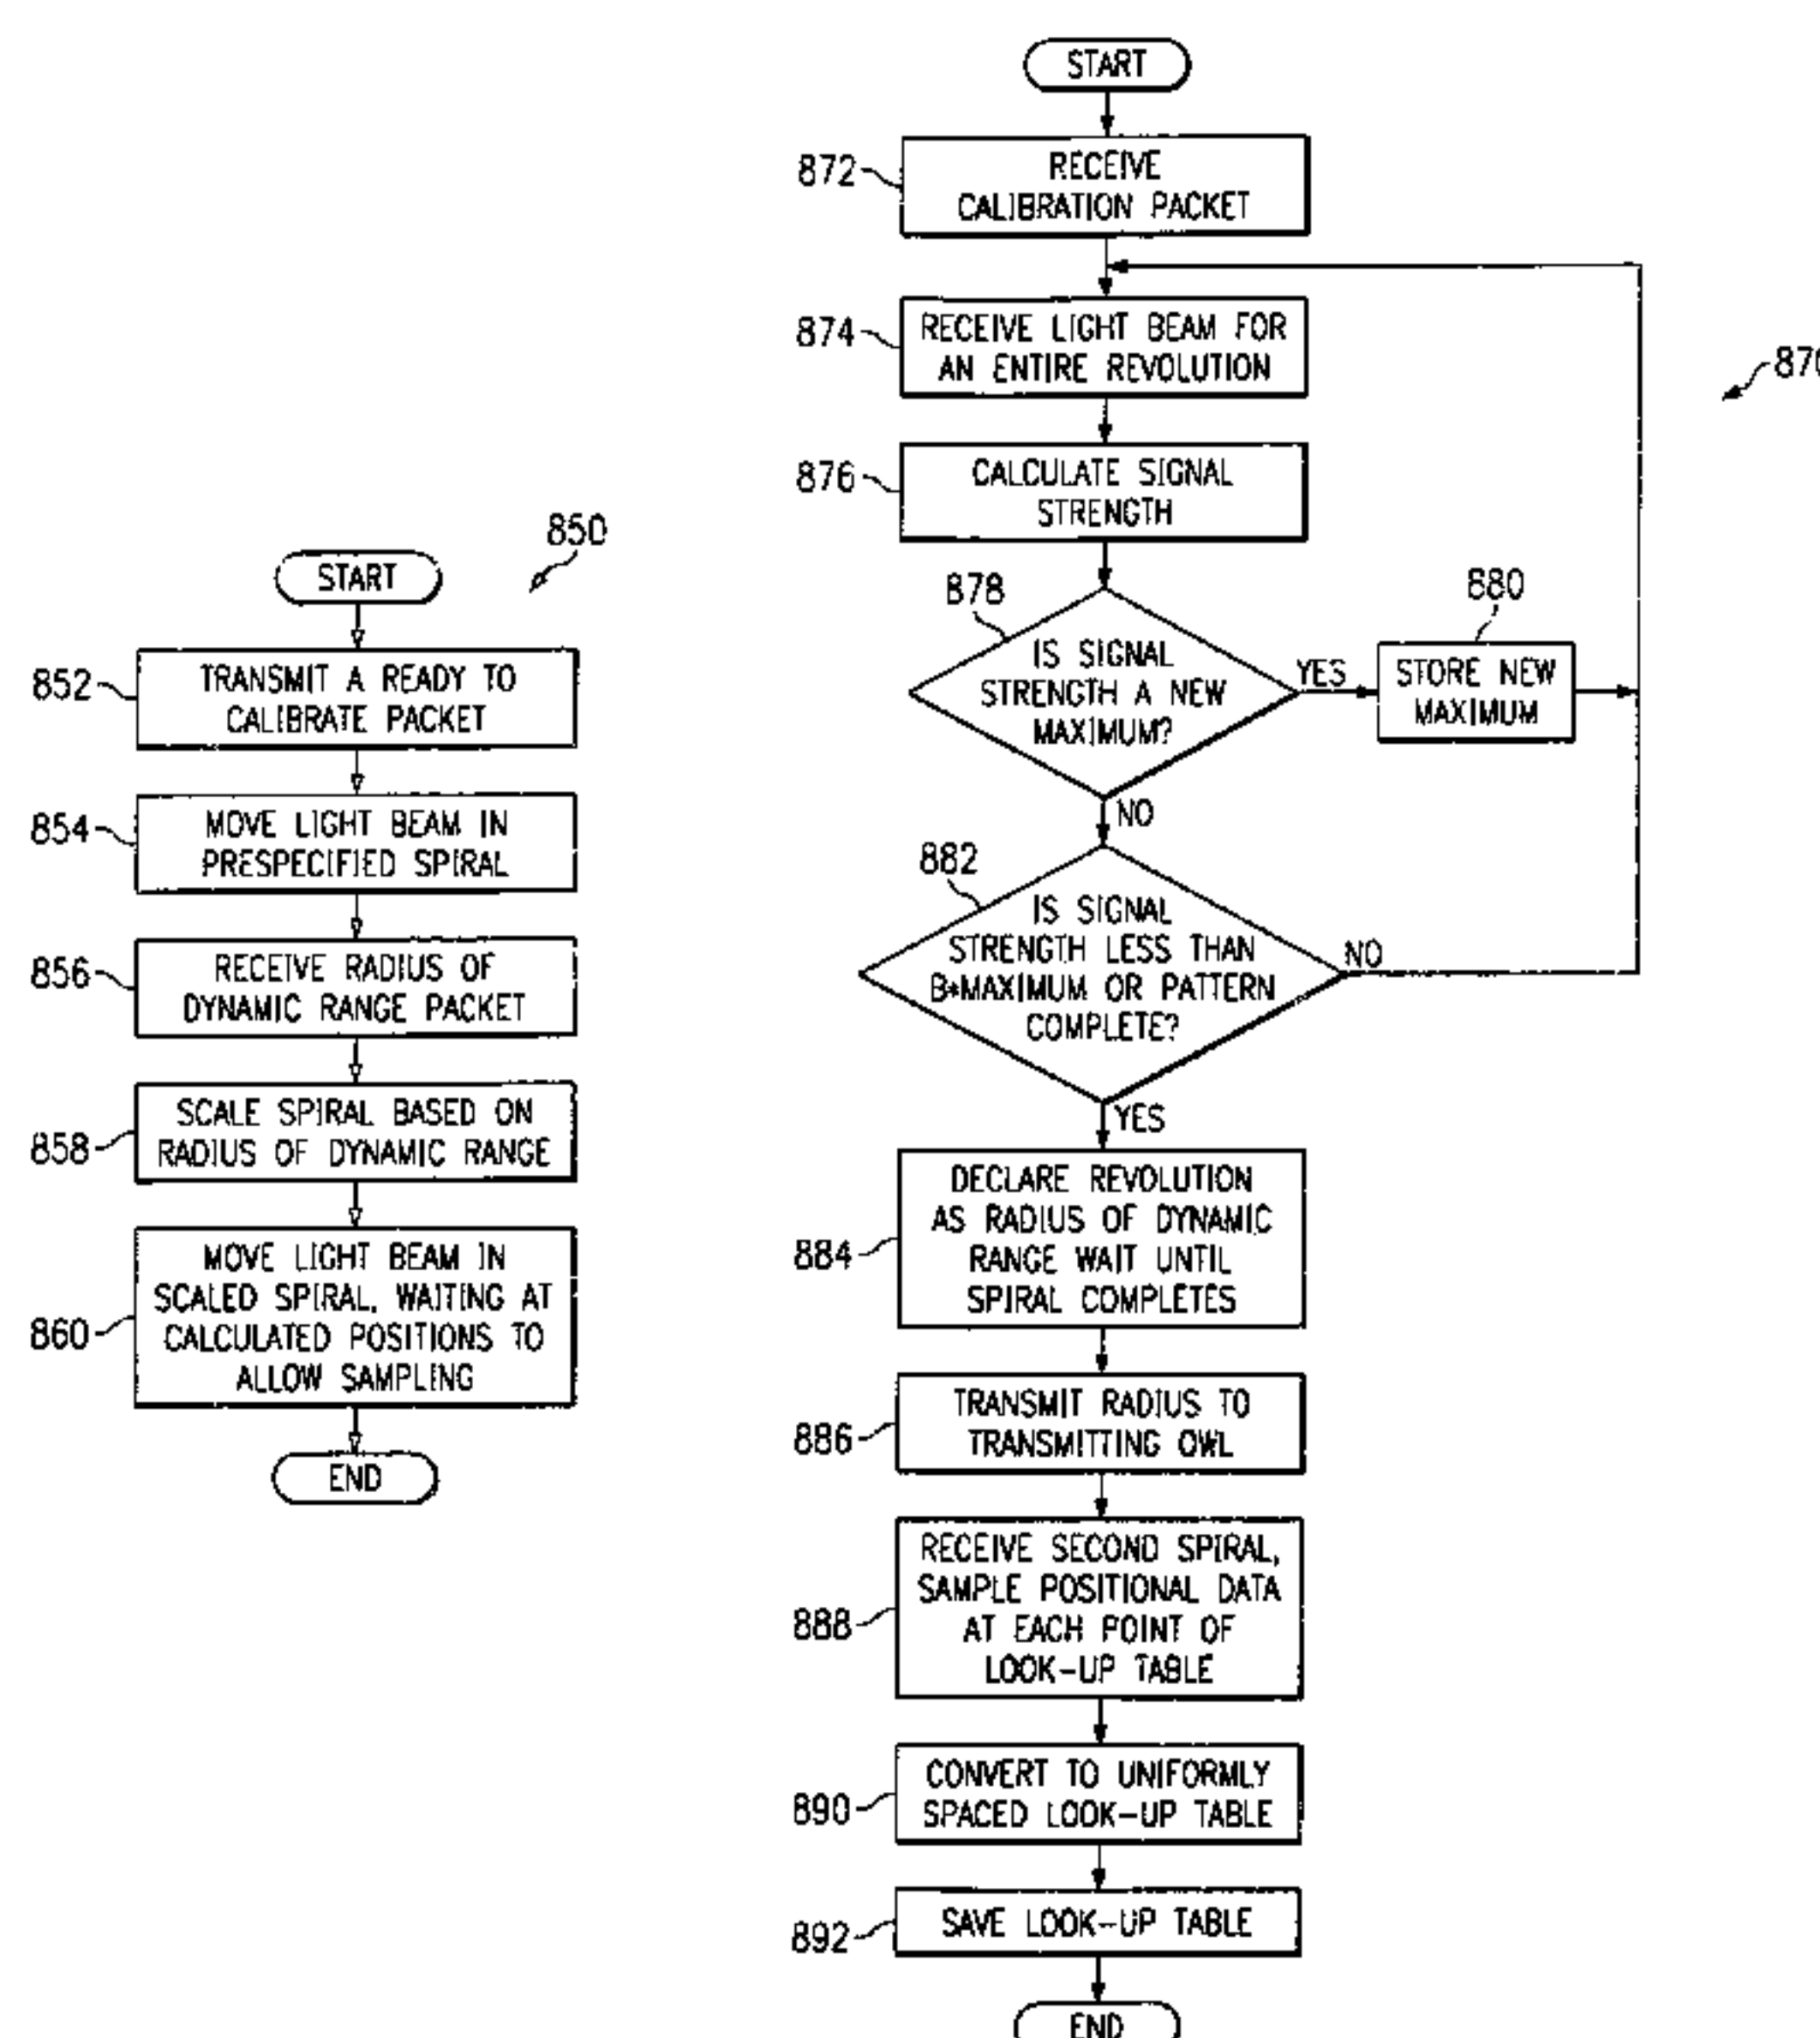 850
START
852
TRANSMIT A READY TO
CALIBRATE PACKET
854
MOVE LIGHT BEAM IN
PRESPECIFIED SPIRAL
856
RECEIVE RADIUS OF
DYNAMIC RANGE PACKET
858
SCALE SPIRAL BASED ON
RADIUS OF DYNAMIC RANGE
860
MOVE LIGHT BEAM IN
SCALED SPIRAL, WAITING AT
CALCULATED POSITIONS TO
ALLOW SAMPLING
END
START
872
RECEIVE
CALIBRATION PACKET
874
RECEIVE LIGHT BEAM FOR
AN ENTIRE REVOLUTION
870
876
CALCULATE SIGNAL
STRENGTH
878
IS SIGNAL
STRENGTH A NEW
MAXIMUM?
YES
880
STORE NEW
MAXIMUM
NO
882
IS SIGNAL
STRENGTH LESS THAN
B*MAXIMUM OR PATTERN
COMPLETE?
NO
YES
884
DECLARE REVOLUTION
AS RADIUS OF DYNAMIC
RANGE WAIT UNTIL
SPIRAL COMPLETES
886
TRANSMIT RADIUS TO
TRANSMITTING OWL
888
RECEIVE SECOND SPIRAL,
SAMPLE POSITIONAL DATA
AT EACH POINT OF
LOOK-UP TABLE
890
CONVERT TO UNIFORMLY
SPACED LOOK-UP TABLE
892
SAVE LOOK-UP TABLE
END